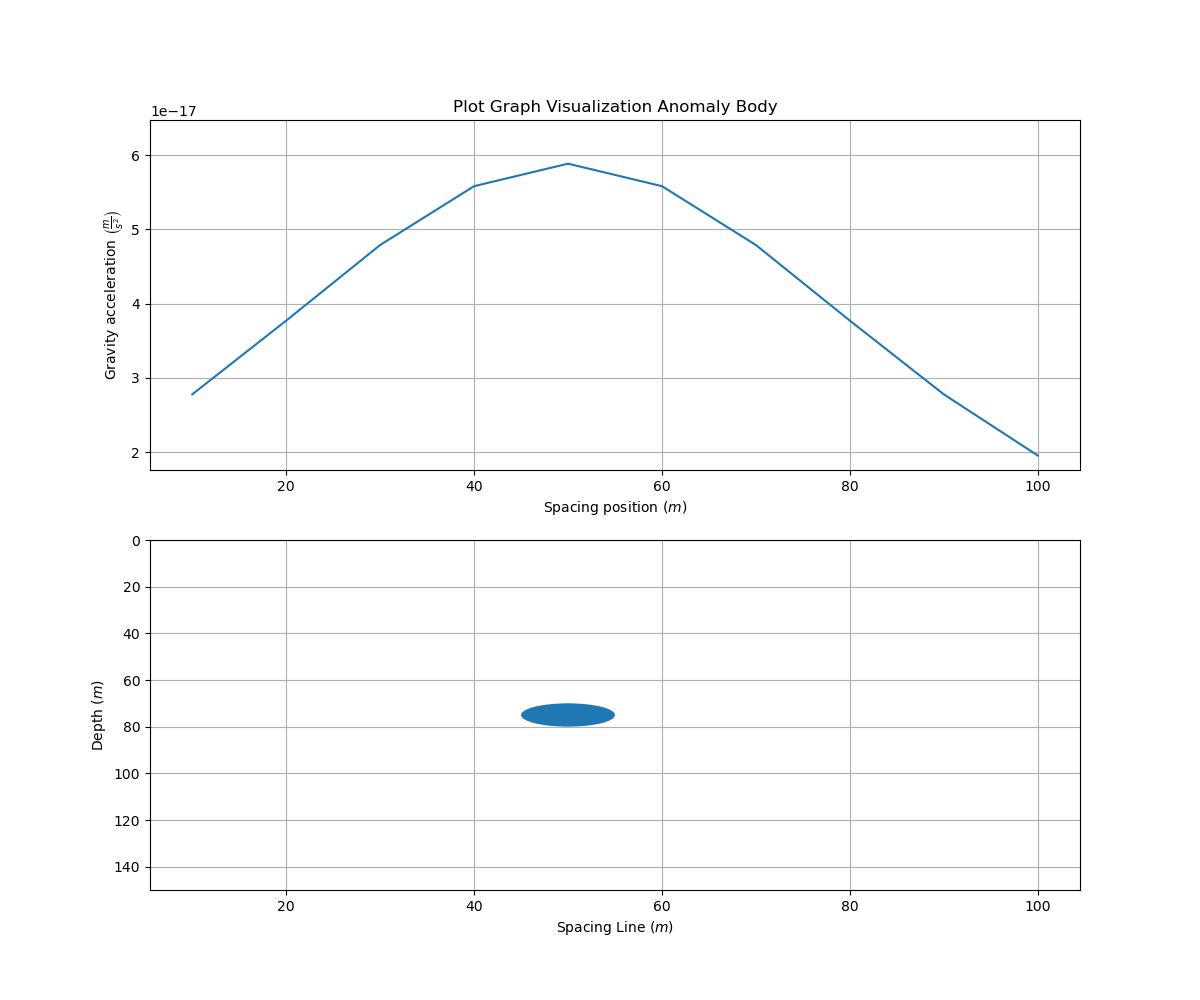 Plot Graph Visualization Anomaly Body
1e−17
6
5
4
3
2
Gravity acceleration (m/s²)
20 40 60 80 100
Spacing position (m)
0
20
40
60
80
100
120
140
Depth (m)
20 40 60 80 100
Spacing Line (m)